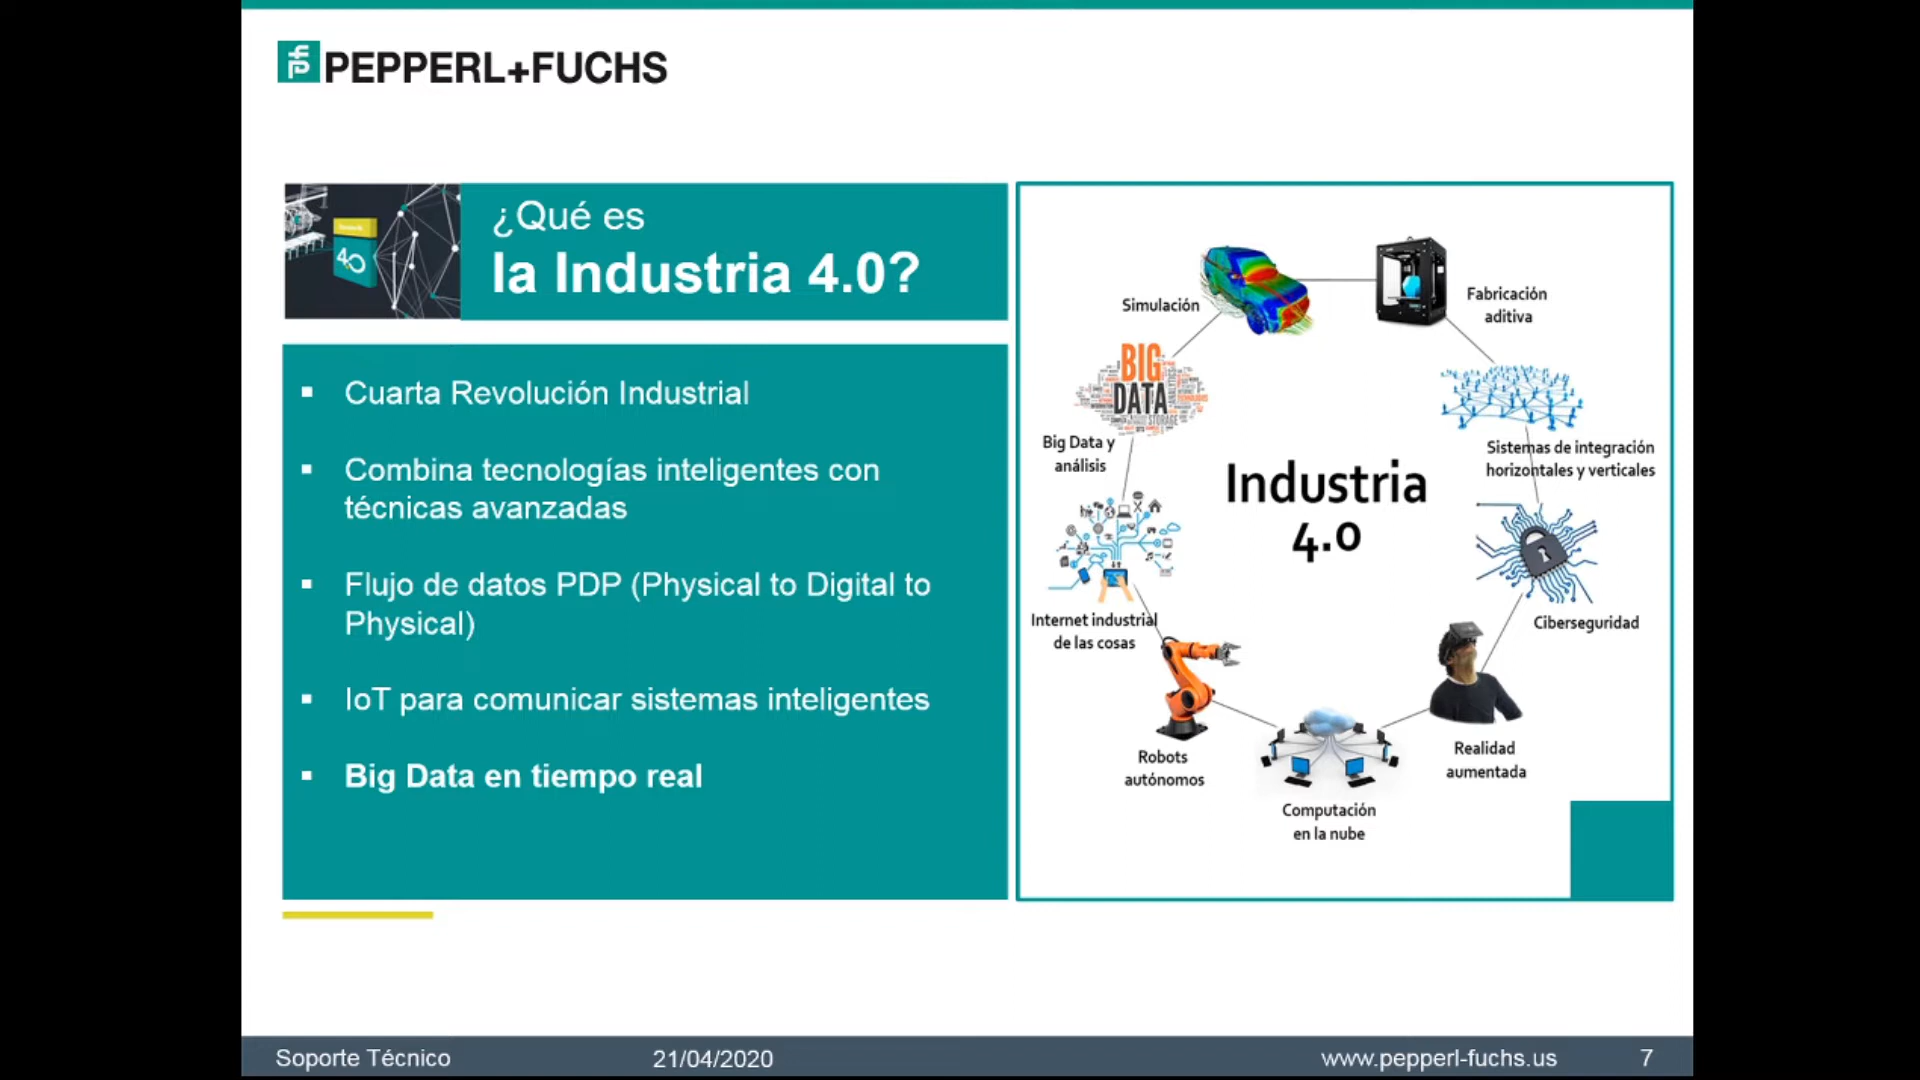 PEPPERL+FUCHS
¿Qué es
la Industria 4.0?
4.0
Cuarta Revolución Industrial
Combina tecnologías inteligentes con
técnicas avanzadas
Flujo de datos PDP (Physical to Digital to
Physical)
IoT para comunicar sistemas inteligentes
Big Data en tiempo real
Simulación
Fabricación
aditiva
BIG
DATA
STORAGE
Big Data y
análisis
Sistemas de integración
horizontales y verticales
Industria
4.0
Internet industrial
de las cosas
Ciberseguridad
Robots
autónomos
Realidad
aumentada
Computación
en la nube
Soporte Técnico
21/04/2020
www.pepperl-fuchs.us
7